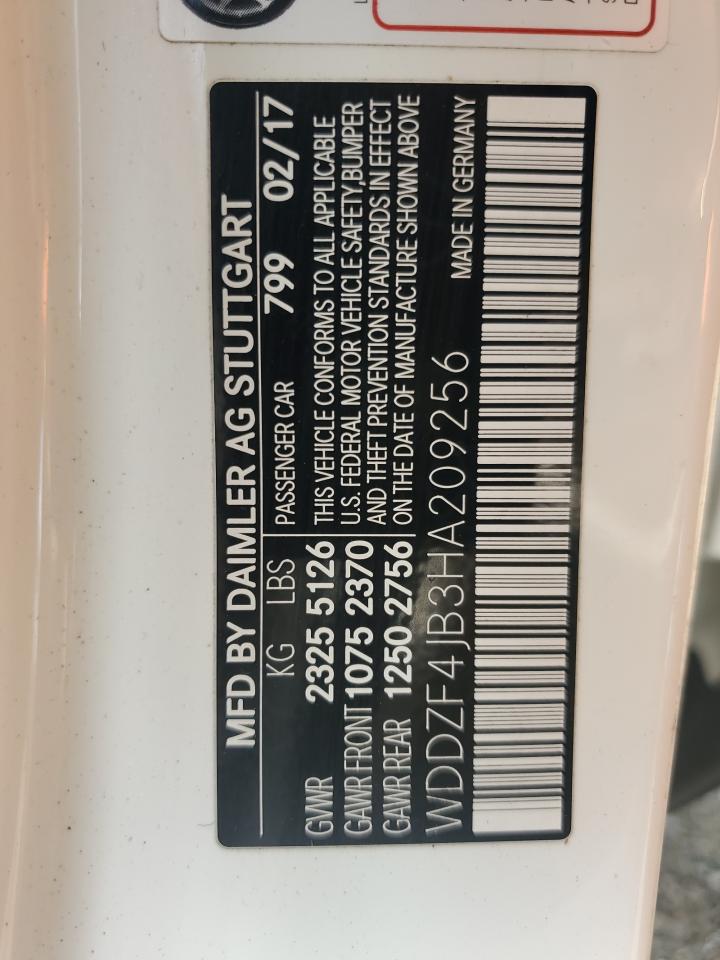 MFD BY DAIMLER AG STUTTGART
KG LBS PASSENGER CAR 799 02/17
GVWR 2325 5126
GAWR FRONT 1075 2370
GAWR REAR 1250 2756
THIS VEHICLE CONFORMS TO ALL APPLICABLE
U.S. FEDERAL MOTOR VEHICLE SAFETY,BUMPER
AND THEFT PREVENTION STANDARDS IN EFFECT
ON THE DATE OF MANUFACTURE SHOWN ABOVE
WDDZF4JB3HA209256 MADE IN GERMANY